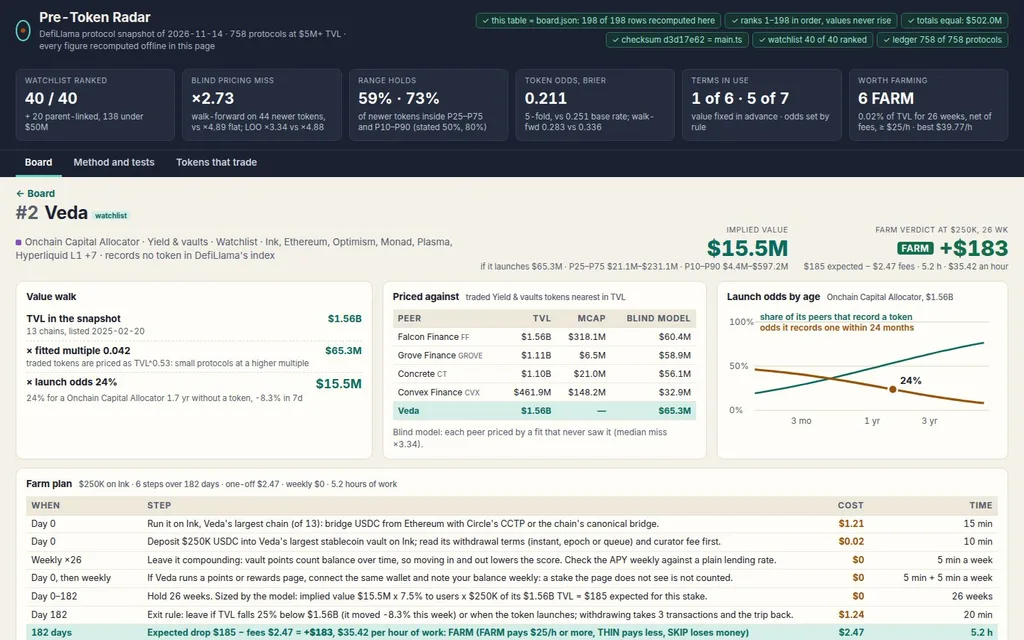 Pre-Token Radar
DefiLlama protocol snapshot of 2026-11-14 · 758 protocols at $5M+ TVL ·
every figure recomputed offline in this page
✓ this table = board.json: 198 of 198 rows recomputed here
✓ ranks 1–198 in order, values never rise
✓ totals equal: $502.0M
✓ checksum d3d17e62 = main.ts
✓ watchlist 40 of 40 ranked
✓ ledger 758 of 758 protocols
WATCHLIST RANKED
40 / 40
+ 20 parent-linked, 138 under
$50M
BLIND PRICING MISS
×2.73
walk-forward on 44 newer tokens,
vs ×4.89 flat; LOO ×3.34 vs ×4.88
RANGE HOLDS
59% · 73%
of newer tokens inside P25–P75
and P10–P90 (stated 50%, 80%)
TOKEN ODDS, BRIER
0.211
5-fold, vs 0.251 base rate; walk-
fwd 0.283 vs 0.336
TERMS IN USE
1 of 6 · 5 of 7
value fixed in advance · odds set by
rule
WORTH FARMING
6 FARM
0.02% of TVL for 26 weeks, net of
fees, ≥ $25/h · best $39.77/h
Board
Method and tests
Tokens that trade
← Board
#2 Veda watchlist
Onchain Capital Allocator · Yield & vaults · Watchlist · Ink, Ethereum, Optimism, Monad, Plasma,
Hyperliquid L1 +7 · records no token in DefiLlama's index
IMPLIED VALUE
$15.5M
if it launches $65.3M · P25–P75 $21.1M–$231.1M · P10–P90 $4.4M–$597.2M
FARM VERDICT AT $250K, 26 WK
FARM +$183
$185 expected − $2.47 fees · 5.2 h · $35.42 an hour
Value walk
TVL in the snapshot $1.56B
13 chains, listed 2025-02-20
× fitted multiple 0.042 $65.3M
traded tokens are priced as TVL^0.53: small protocols at a higher multiple
× launch odds 24% $15.5M
24% for a Onchain Capital Allocator 1.7 yr without a token, -8.3% in 7d
Priced against traded Yield & vaults tokens nearest in TVL
PEER TVL MCAP BLIND MODEL
Falcon Finance FF $1.56B $318.1M $60.4M
Grove Finance GROVE $1.11B $6.5M $58.9M
Concrete CT $1.10B $21.0M $56.1M
Convex Finance CVX $461.9M $148.2M $32.9M
Veda $1.56B — $65.3M
Blind model: each peer priced by a fit that never saw it (median miss
×3.34).
Launch odds by age Onchain Capital Allocator, $1.56B
share of its peers that record a token
odds it records one within 24 months
100%
50%
0%
24%
3 mo 1 yr 3 yr
Farm plan $250K on Ink · 6 steps over 182 days · one-off $2.47 · weekly $0 · 5.2 hours of work
WHEN STEP COST TIME
Day 0 Run it on Ink, Veda's largest chain (of 13): bridge USDC from Ethereum with Circle's CCTP or the chain's canonical bridge. $1.21 15 min
Day 0 Deposit $250K USDC into Veda's largest stablecoin vault on Ink; read its withdrawal terms (instant, epoch or queue) and curator fee first. $0.02 10 min
Weekly ×26 Leave it compounding: vault points count balance over time, so moving in and out lowers the score. Check the APY weekly against a plain lending rate. $0 5 min a week
Day 0, then weekly If Veda runs a points or rewards page, connect the same wallet and note your balance weekly: a stake the page does not see is not counted. $0 5 min + 5 min a week
Day 0–182 Hold 26 weeks. Sized by the model: implied value $15.5M x 7.5% to users x $250K of its $1.56B TVL = $185 expected for this stake. $0 26 weeks
Day 182 Exit rule: leave if TVL falls 25% below $1.56B (it moved -8.3% this week) or when the token launches; withdrawing takes 3 transactions and the trip back. $1.24 20 min
182 days Expected drop $185 − fees $2.47 = +$183, $35.42 per hour of work: FARM (FARM pays $25/h or more, THIN pays less, SKIP loses money) $2.47 5.2 h